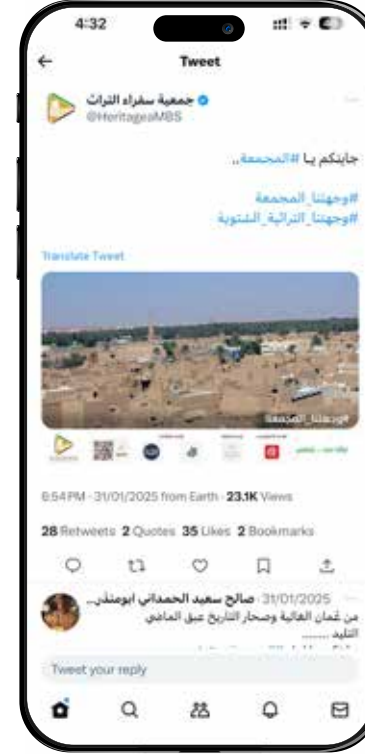 4:32
Tweet
جمعية سفراء التراث
@HeritageaMBS
جاينكم يـا #المجمعة,,
#وجهتنا_المجمعة
#وجهتنا_التراثية_الشتوية
Translate Tweet
#وجهتنا_المجمعة
6:54 PM · 31/01/2025 from Earth · 23.1K Views
28 Retweets 2 Quotes 35 Likes 2 Bookmarks
صالح سعيد الحمداني ابومنذر... · 31/01/2025
من عُمان الغالية وصحار التاريخ عبق الماضي
التليد ........
Tweet your reply